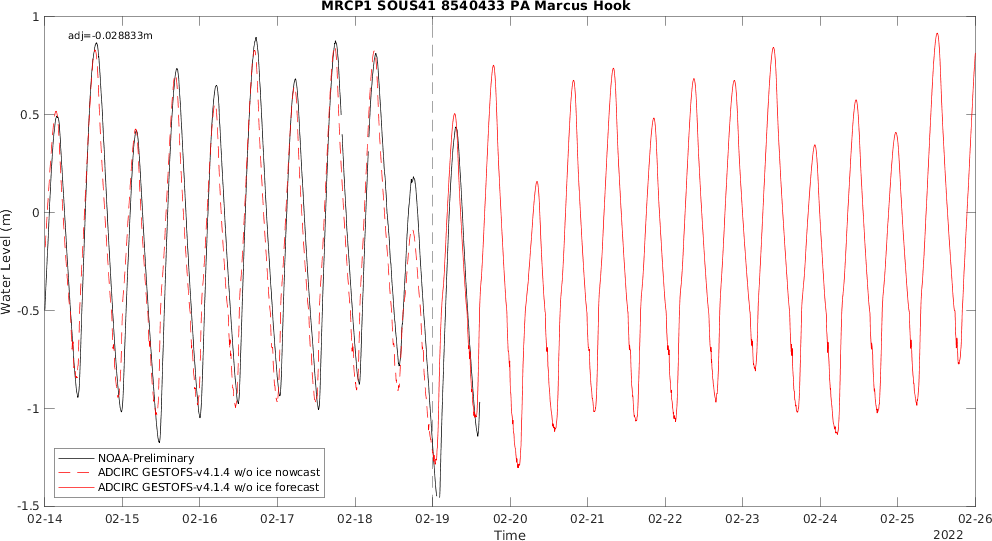 MRCP1 SOUS41 8540433 PA Marcus Hook
adj=-0.028833m
1
0.5
0
-0.5
-1
-1.5
Water Level (m)
NOAA-Preliminary
ADCIRC GESTOFS-v4.1.4 w/o ice nowcast
ADCIRC GESTOFS-v4.1.4 w/o ice forecast
02-14 02-15 02-16 02-17 02-18 02-19 02-20 02-21 02-22 02-23 02-24 02-25 02-26
Time
2022